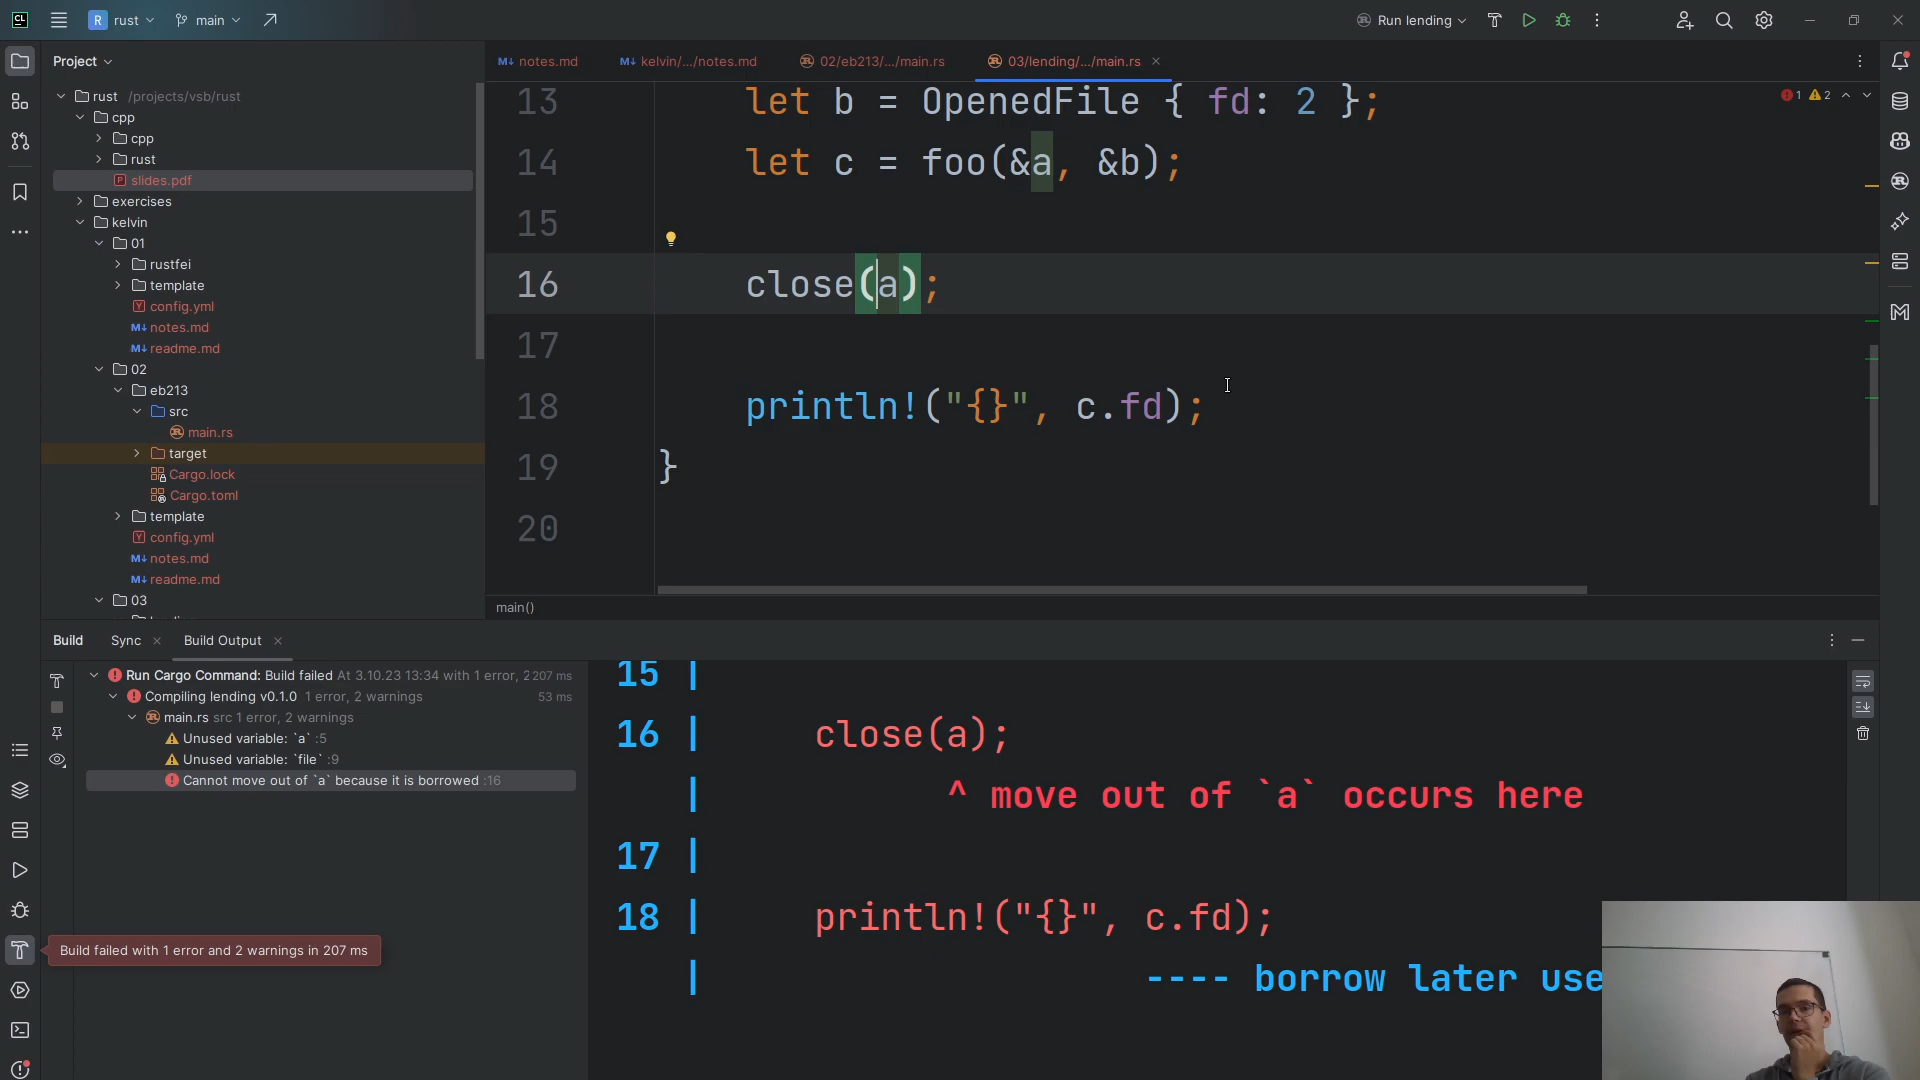 CL
R rust
main
Run lending
Project
rust /projects/vsb/rust
cpp
cpp
rust
slides.pdf
exercises
kelvin
01
rustfei
template
config.yml
notes.md
readme.md
02
eb213
src
main.rs
target
Cargo.lock
Cargo.toml
template
config.yml
notes.md
readme.md
03
notes.md
kelvin/.../notes.md
02/eb213/.../main.rs
03/lending/.../main.rs
1 2
13 let b = OpenedFile { fd: 2 };
14 let c = foo(&a, &b);
15
16 close(a);
17
18 println!("{}", c.fd);
19 }
20
main()
Build
Sync
Build Output
Run Cargo Command: Build failed At 3.10.23 13:34 with 1 error, 2 207 ms
Compiling lending v0.1.0 1 error, 2 warnings 53 ms
main.rs src 1 error, 2 warnings
Unused variable: `a` :5
Unused variable: `file` :9
Cannot move out of `a` because it is borrowed :16
15 |
16 | close(a);
| ^ move out of `a` occurs here
17 |
18 | println!("{}", c.fd);
| ---- borrow later use
Build failed with 1 error and 2 warnings in 207 ms